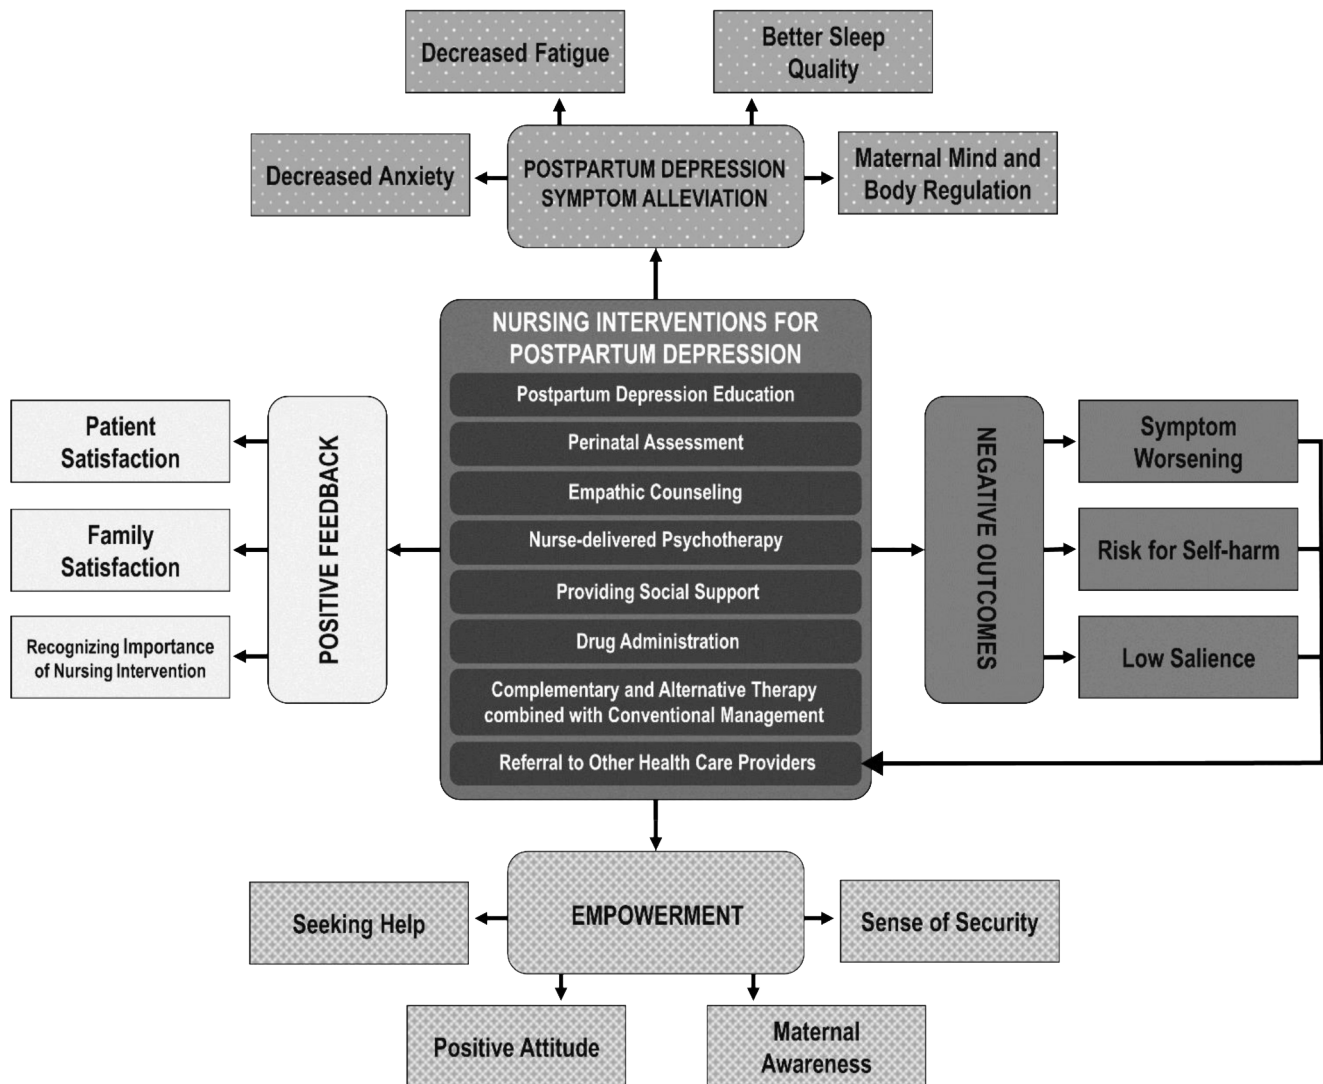 Decreased Fatigue
Better Sleep
Quality
Decreased Anxiety
POSTPARTUM DEPRESSION
SYMPTOM ALLEVIATION
Maternal Mind and
Body Regulation
NURSING INTERVENTIONS FOR
POSTPARTUM DEPRESSION
Postpartum Depression Education
Perinatal Assessment
Empathic Counseling
Nurse-delivered Psychotherapy
Providing Social Support
Drug Administration
Complementary and Alternative Therapy
combined with Conventional Management
Referral to Other Health Care Providers
Patient
Satisfaction
Family
Satisfaction
Recognizing Importance
of Nursing Intervention
POSITIVE FEEDBACK
NEGATIVE OUTCOMES
Symptom
Worsening
Risk for Self-harm
Low Salience
Seeking Help
EMPOWERMENT
Sense of Security
Positive Attitude
Maternal
Awareness